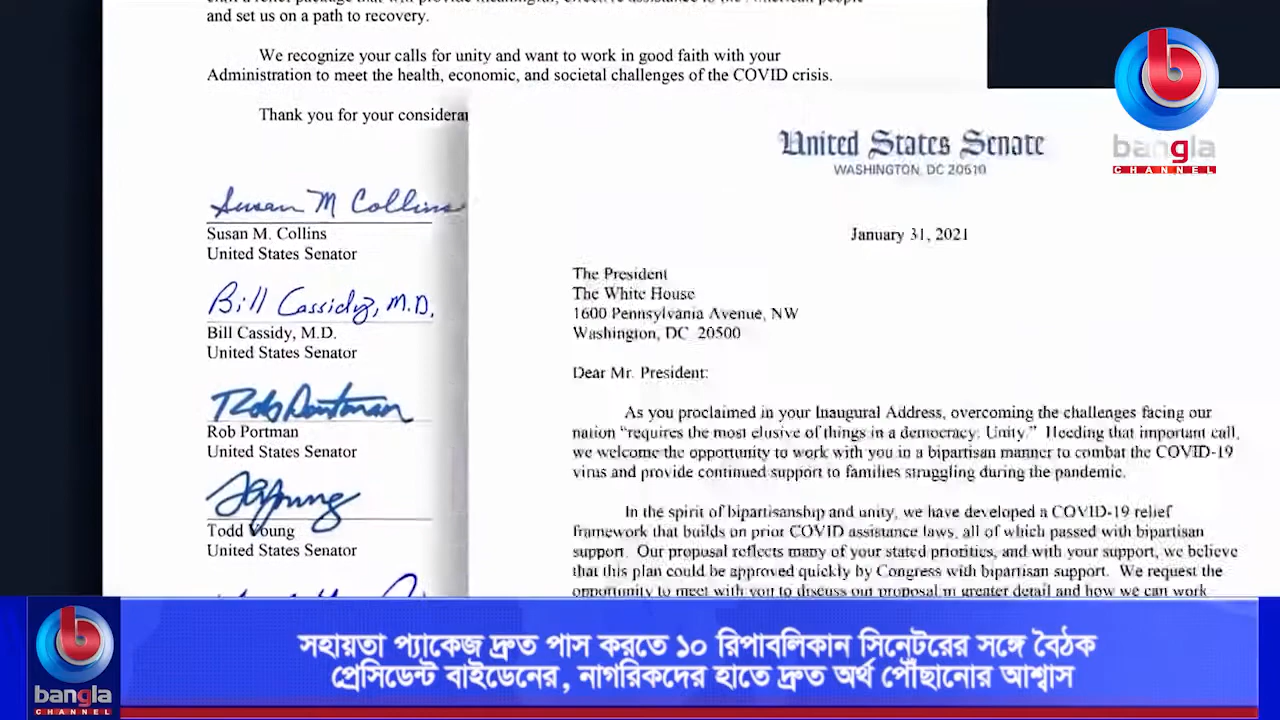 and set us on a path to recovery.
We recognize your calls for unity and want to work in good faith with your
Administration to meet the health, economic, and societal challenges of the COVID crisis.
Thank you for your
Susan M Collins
Susan M. Collins
United States Senator
Bill Cassidy, M.D.
Bill Cassidy, M.D.
United States Senator
Rob Portman
Rob Portman
United States Senator
Todd Young
United States Senator
United States Senate
WASHINGTON, DC 20510
January 31, 2021
The President
The White House
1600 Pennsylvania Avenue, NW
Washington, DC 20500
Dear Mr. President:
As you proclaimed in your Inaugural Address, overcoming the challenges facing our
nation “requires the most elusive of things in a democracy. Unity.” Heeding that important call,
we welcome the opportunity to work with you in a bipartisan manner to combat the COVID-19
virus and provide continued support to families struggling during the pandemic.
In the spirit of bipartisanship and unity, we have developed a COVID-19 relief
framework that builds on prior COVID assistance laws, all of which passed with bipartisan
support. Our proposal reflects many of your stated priorities, and with your support, we believe
that this plan could be approved quickly by Congress with bipartisan support. We request the
opportunity to meet with you to discuss our proposal in greater detail and how we can work
b
bangla
CHANNEL
b
bangla
CHANNEL
সহায়তা প্যাকেজ দ্রুত পাস করতে ১০ রিপাবলিকান সিনেটরের সঙ্গে বৈঠক
প্রেসিডেন্ট বাইডেনের, নাগরিকদের হাতে দ্রুত অর্থ পৌঁছানোর আশ্বাস